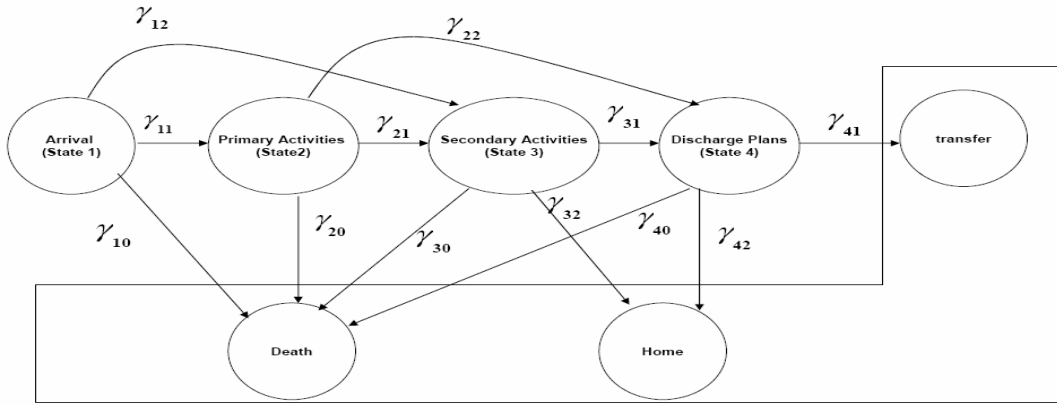 γ12
γ22
γ11
γ21
γ31
γ41
Arrival
(State 1)
Primary Activities
(State2)
Secondary Activities
(State 3)
Discharge Plans
(State 4)
transfer
γ10
γ20
γ30
γ32
γ40
γ42
Death
Home